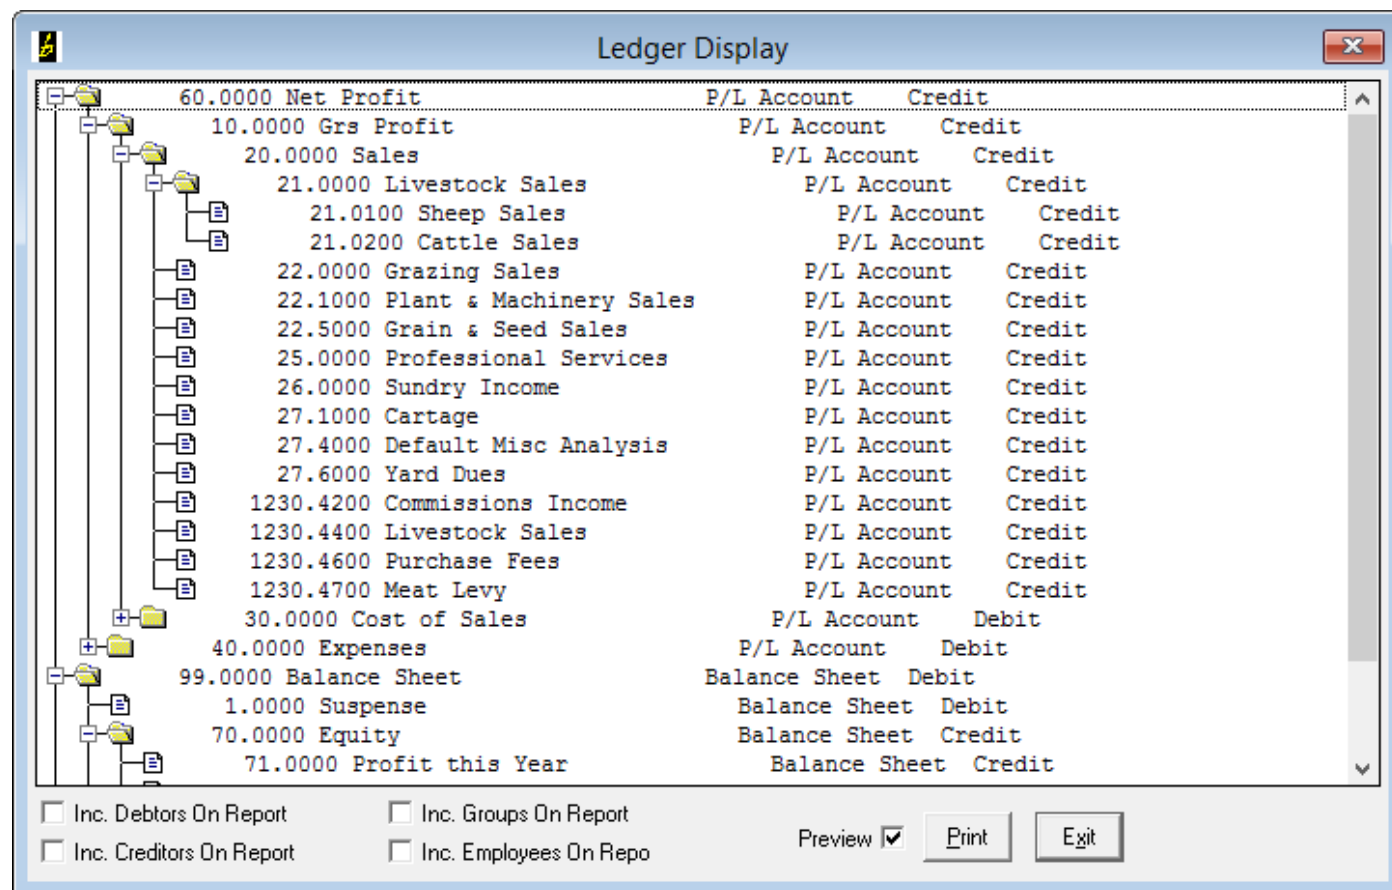 Ledger Display
60.0000 Net Profit P/L Account Credit
10.0000 Grs Profit P/L Account Credit
20.0000 Sales P/L Account Credit
21.0000 Livestock Sales P/L Account Credit
21.0100 Sheep Sales P/L Account Credit
21.0200 Cattle Sales P/L Account Credit
22.0000 Grazing Sales P/L Account Credit
22.1000 Plant & Machinery Sales P/L Account Credit
22.5000 Grain & Seed Sales P/L Account Credit
25.0000 Professional Services P/L Account Credit
26.0000 Sundry Income P/L Account Credit
27.1000 Cartage P/L Account Credit
27.4000 Default Misc Analysis P/L Account Credit
27.6000 Yard Dues P/L Account Credit
1230.4200 Commissions Income P/L Account Credit
1230.4400 Livestock Sales P/L Account Credit
1230.4600 Purchase Fees P/L Account Credit
1230.4700 Meat Levy P/L Account Credit
30.0000 Cost of Sales P/L Account Debit
40.0000 Expenses P/L Account Debit
99.0000 Balance Sheet Balance Sheet Debit
1.0000 Suspense Balance Sheet Debit
70.0000 Equity Balance Sheet Credit
71.0000 Profit this Year Balance Sheet Credit
Inc. Debtors On Report Inc. Groups On Report
Preview Print Exit
Inc. Creditors On Report Inc. Employees On Repo